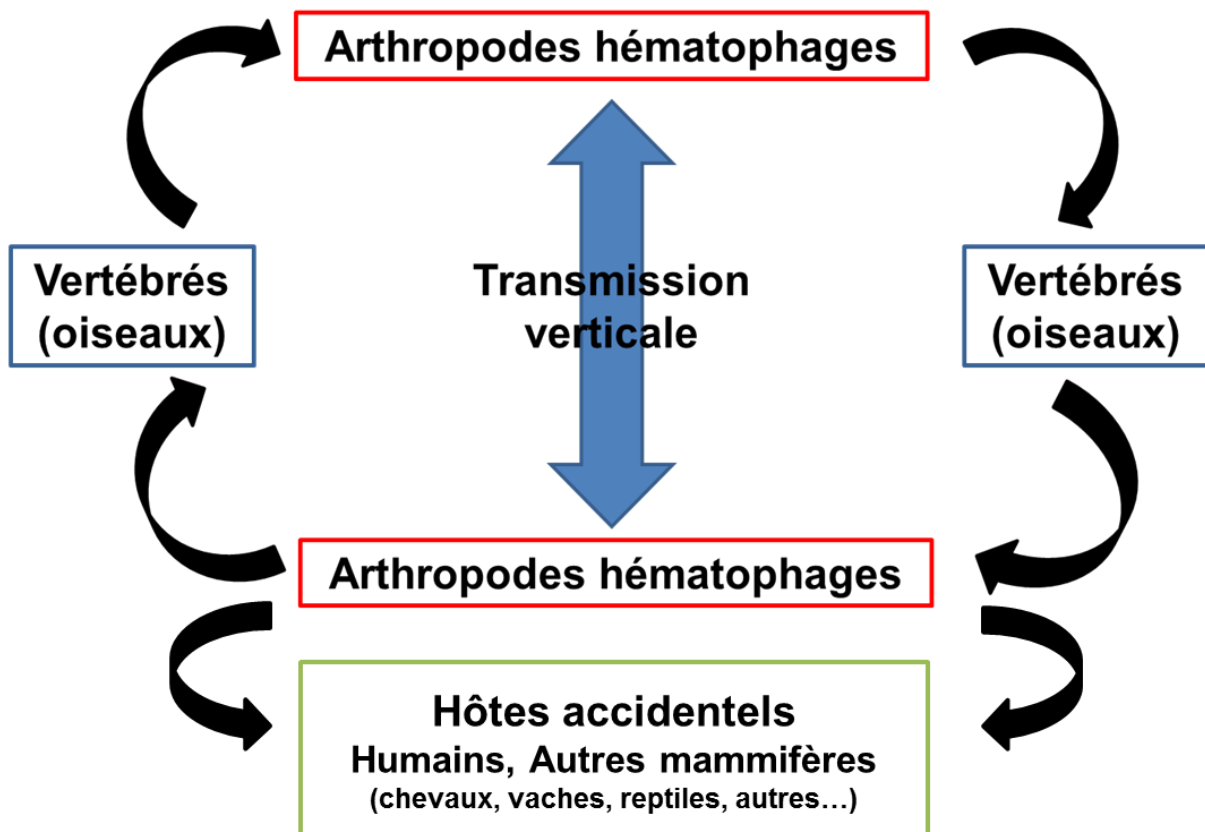 Arthropodes hématophages
Vertébrés
(oiseaux)
Transmission
verticale
Vertébrés
(oiseaux)
Arthropodes hématophages
Hôtes accidentels
Humains, Autres mammifères
(chevaux, vaches, reptiles, autres…)